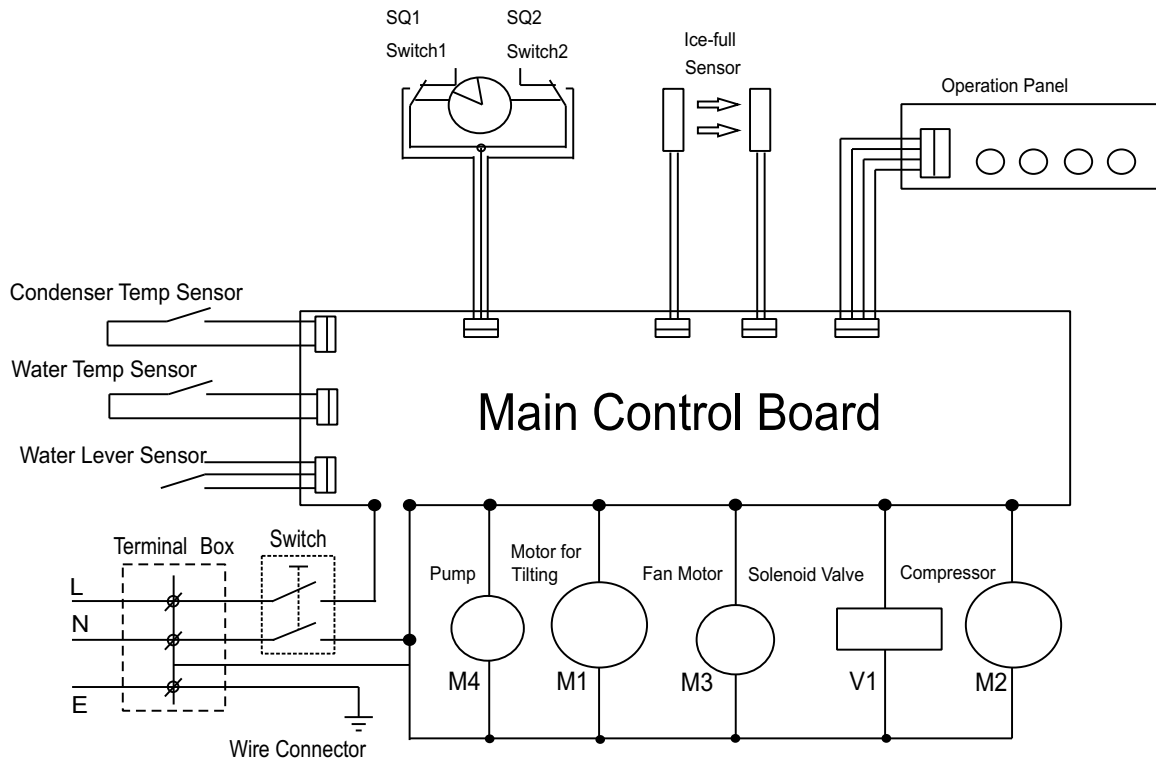 SQ1
SQ2
Switch1
Switch2
Ice-full
Sensor
Operation Panel
Condenser Temp Sensor
Water Temp Sensor
Main Control Board
Water Lever Sensor
Terminal Box
Switch
Pump
Motor for
Tilting
Fan Motor
Solenoid Valve
Compressor
L
N
E
M4
M1
M3
V1
M2
Wire Connector